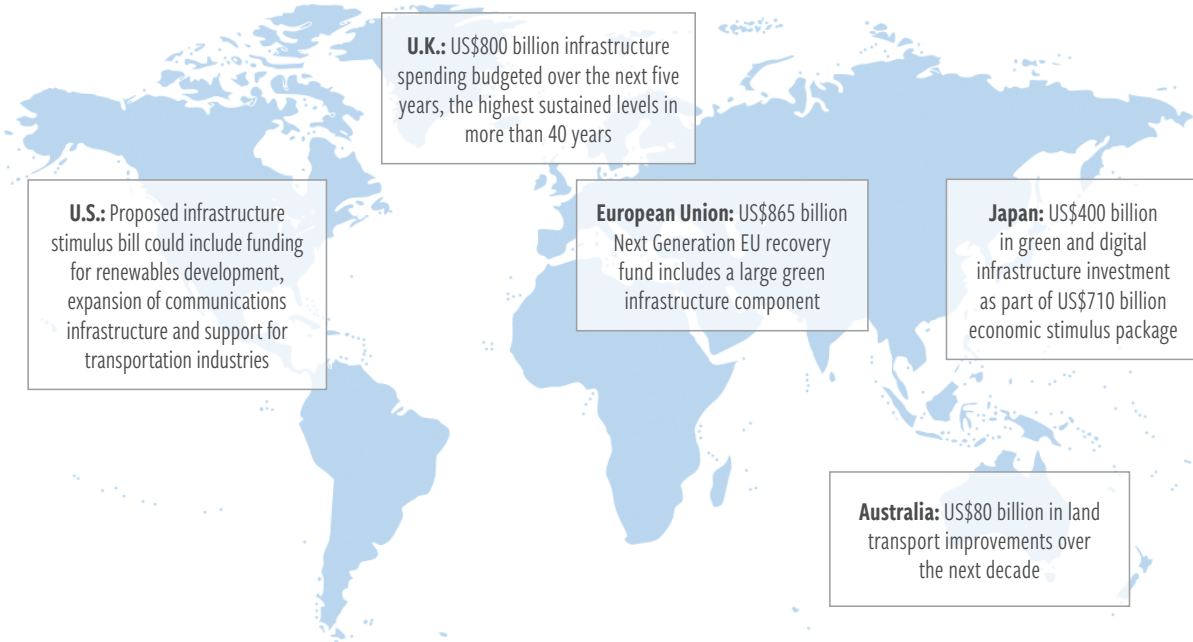 U.K.: US$800 billion infrastructure
spending budgeted over the next five
years, the highest sustained levels in
more than 40 years
U.S.: Proposed infrastructure
stimulus bill could include funding
for renewables development,
expansion of communications
infrastructure and support for
transportation industries
European Union: US$865 billion
Next Generation EU recovery
fund includes a large green
infrastructure component
Japan: US$400 billion
in green and digital
infrastructure investment
as part of US$710 billion
economic stimulus package
Australia: US$80 billion in land
transport improvements over
the next decade